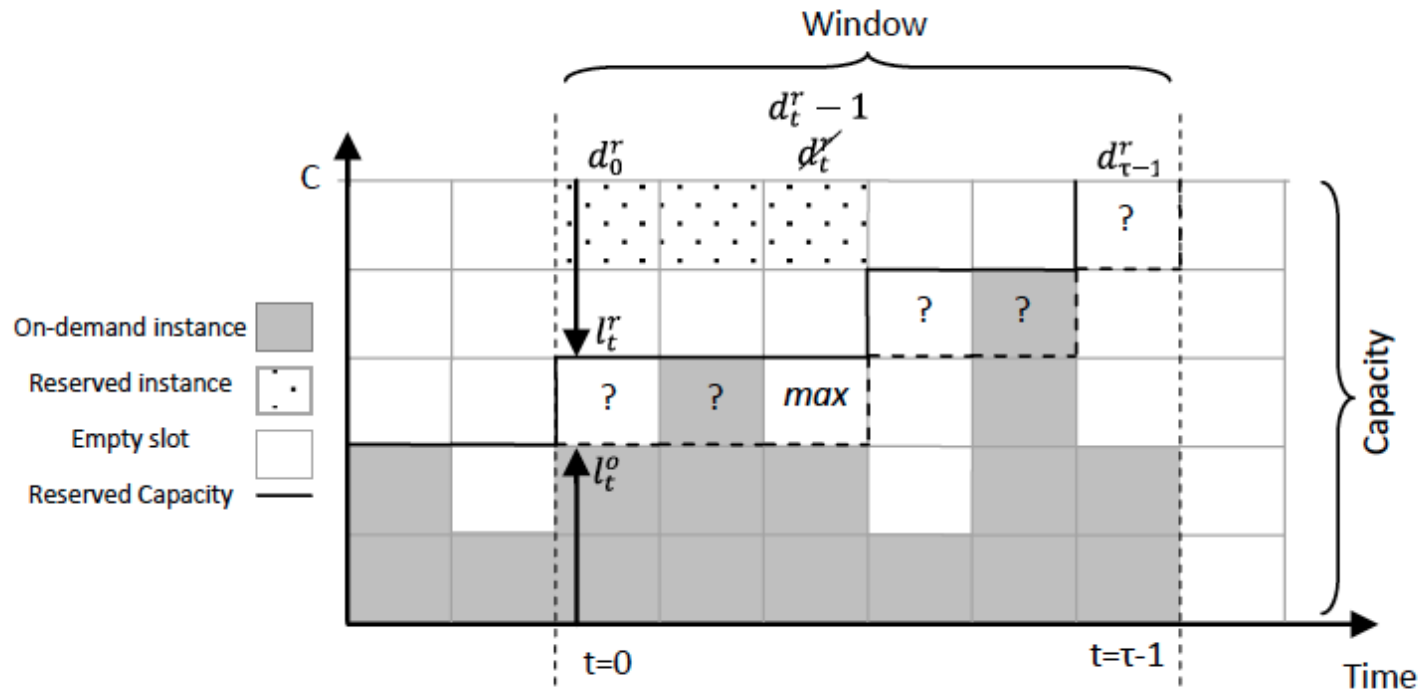 Window
d_t^r − 1
d_0^r d_t^r d_{τ−1}^r
C
?
? ?
On-demand instance
l_t^r
Reserved instance
? ? max
Empty slot
Capacity
Reserved Capacity
l_t^o
t=0 t=τ-1
Time